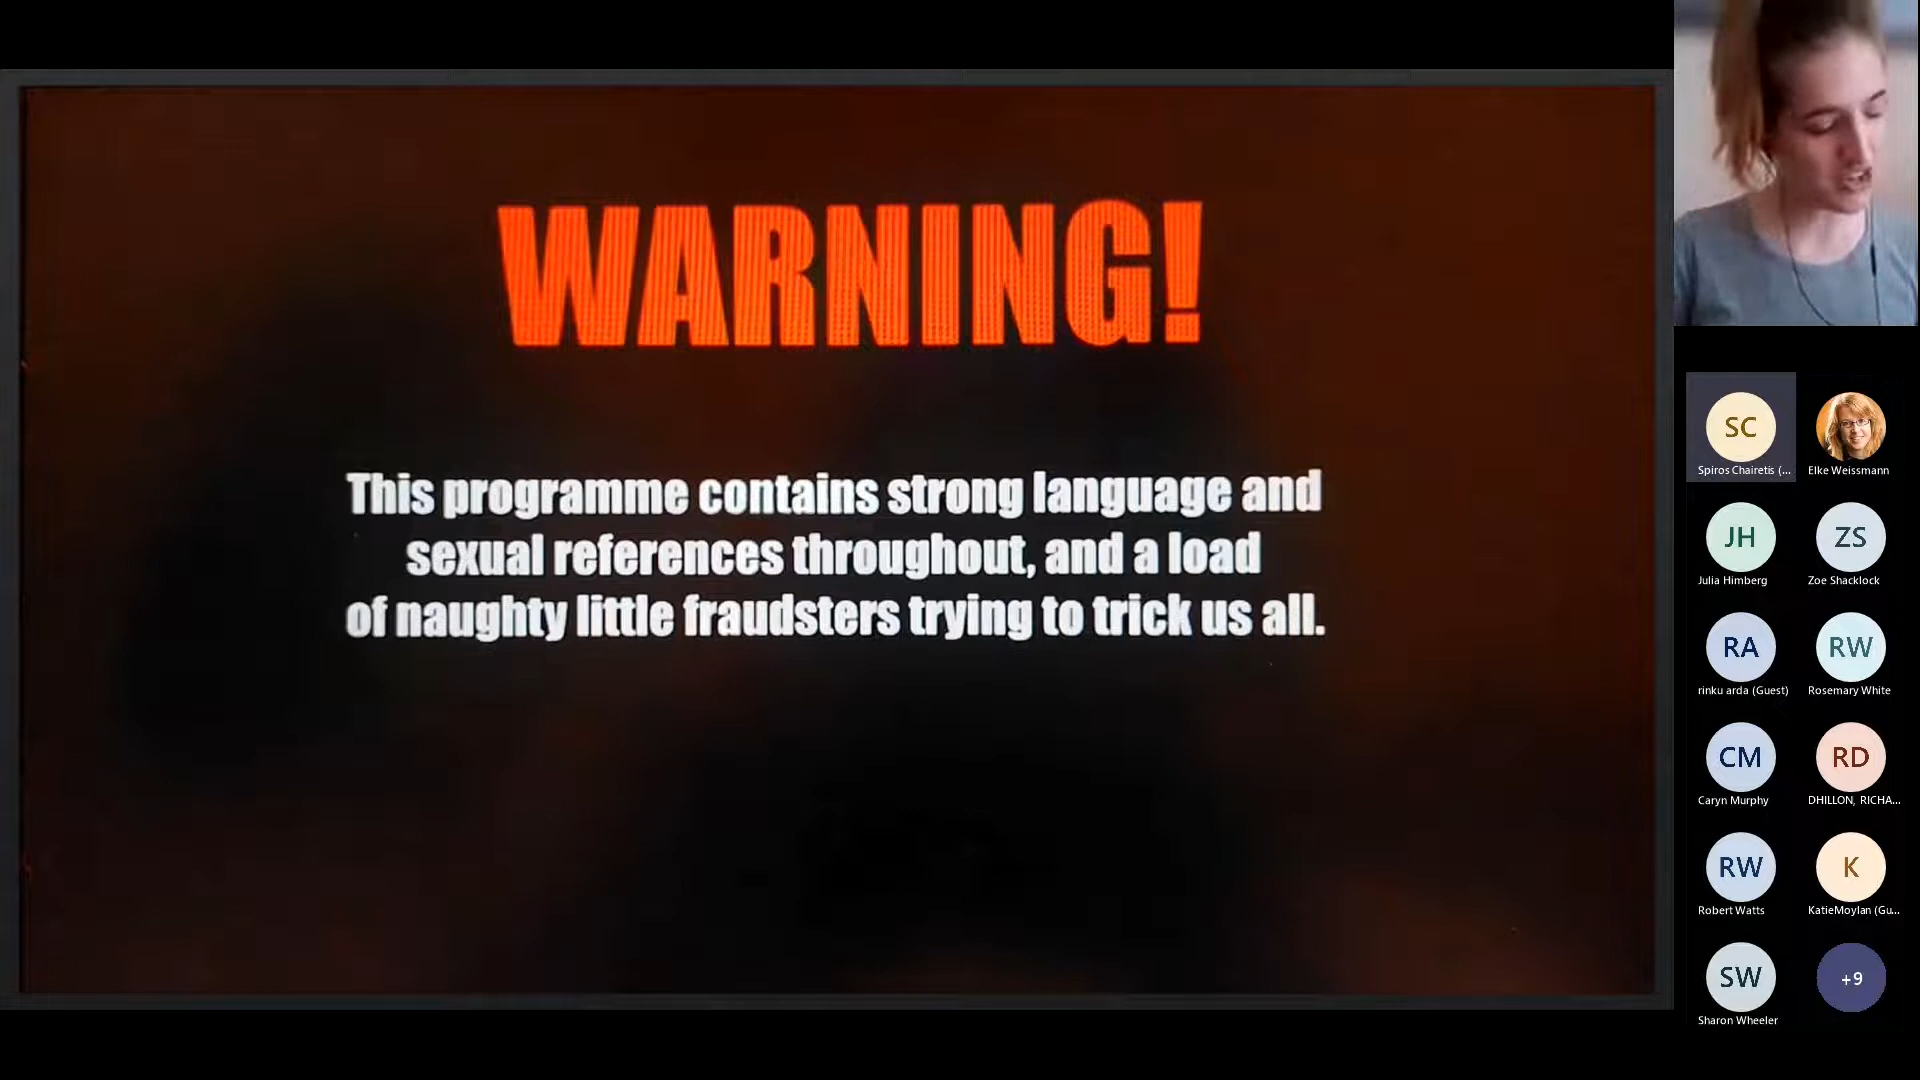 WARNING!
This programme contains strong language and
sexual references throughout, and a load
of naughty little fraudsters trying to trick us all.
SC
Spiros Chairetis (...
Elke Weissmann
JH
Julia Himberg
ZS
Zoe Shacklock
RA
rinku arda (Guest)
RW
Rosemary White
CM
Caryn Murphy
RD
DHILLON, RICHA...
RW
Robert Watts
K
KatieMoylan (Gu...
SW
Sharon Wheeler
+9